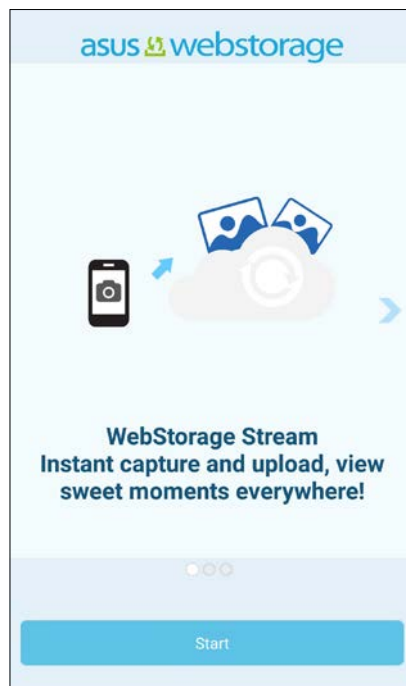 asus webstorage
WebStorage Stream
Instant capture and upload, view
sweet moments everywhere!
Start